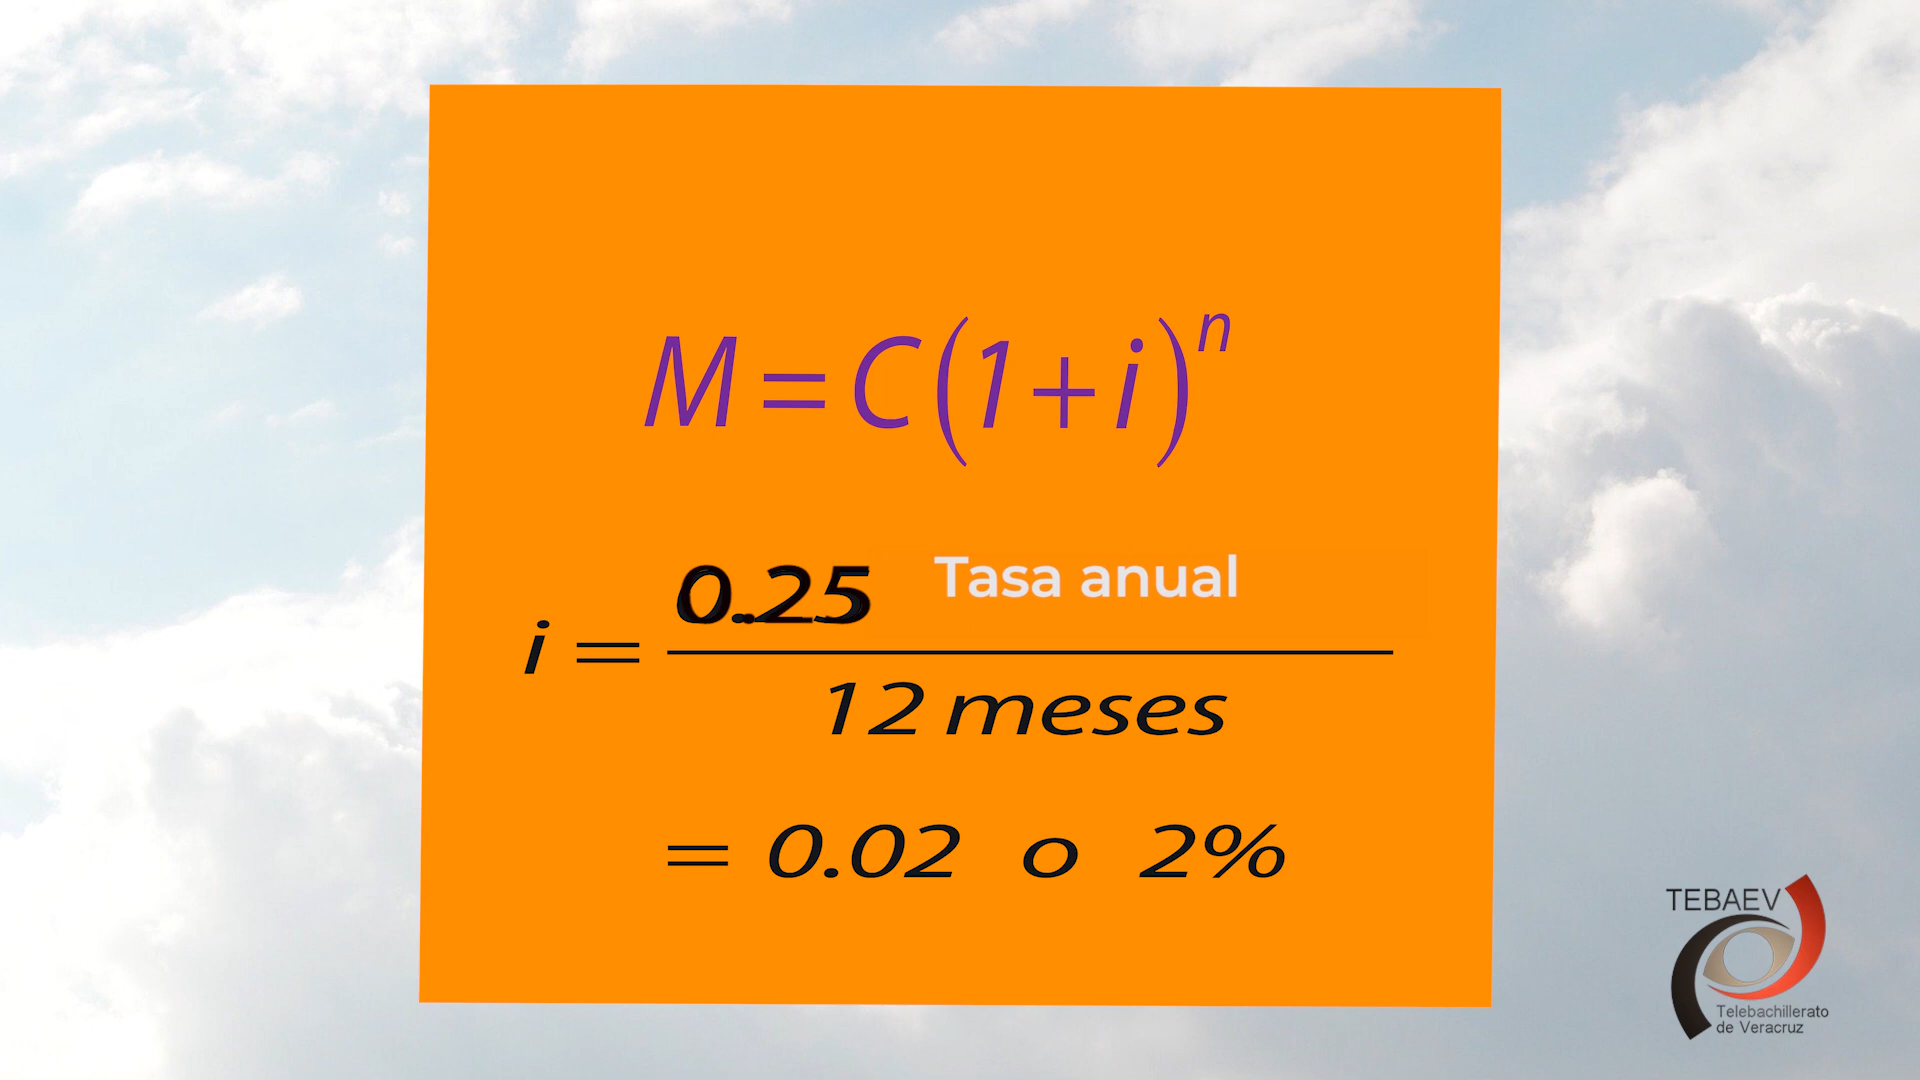 M = C(1+i)ⁿ
i = 0.25 Tasa anual
12 meses
= 0.02 o 2%
TEBAEV
Telebachillerato
de Veracruz